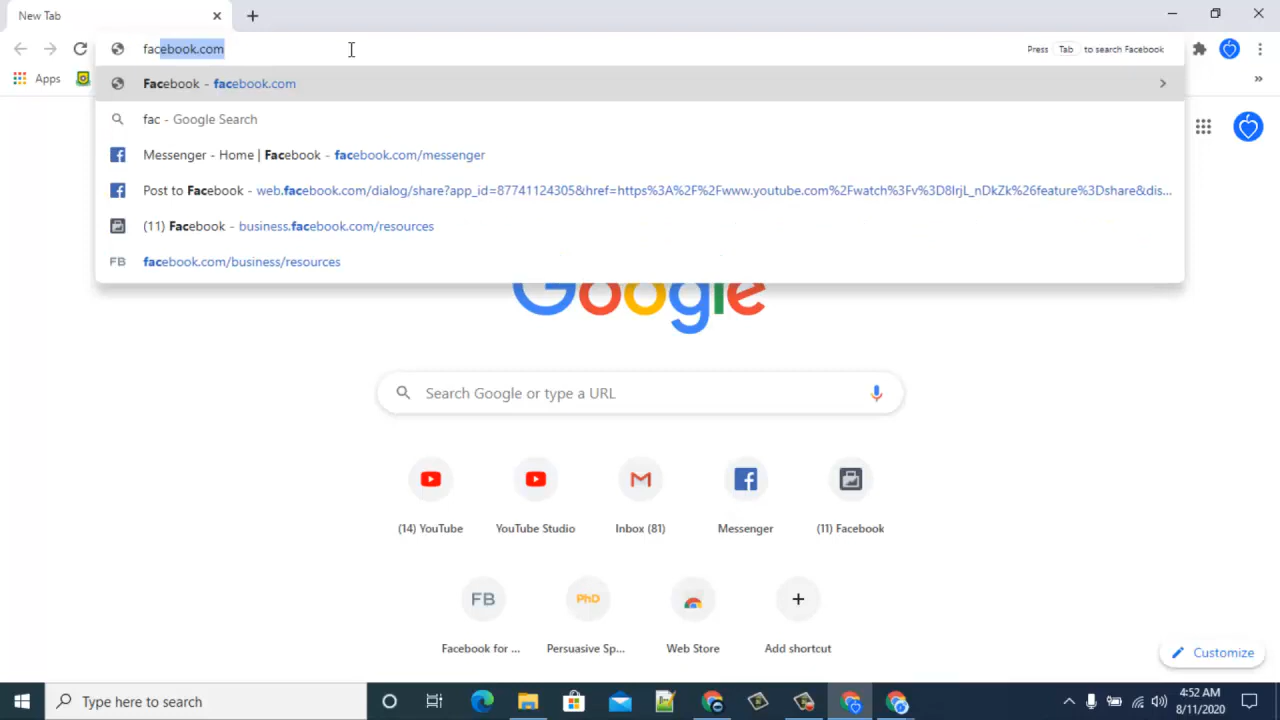 New Tab
facebook.com
Press Tab to search Facebook
Apps
»
Facebook - facebook.com
fac - Google Search
Messenger - Home | Facebook - facebook.com/messenger
Post to Facebook - web.facebook.com/dialog/share?app_id=87741124305&href=https%3A%2F%2Fwww.youtube.com%2Fwatch%3Fv%3D8IrjL_nDkZk%26feature%3Dshare&dis...
(11) Facebook - business.facebook.com/resources
FB facebook.com/business/resources
Google
Search Google or type a URL
(14) YouTube
YouTube Studio
Inbox (81)
Messenger
(11) Facebook
FB
PhD
Facebook for ...
Persuasive Sp...
Web Store
Add shortcut
Customize
Type here to search
4:52 AM
8/11/2020